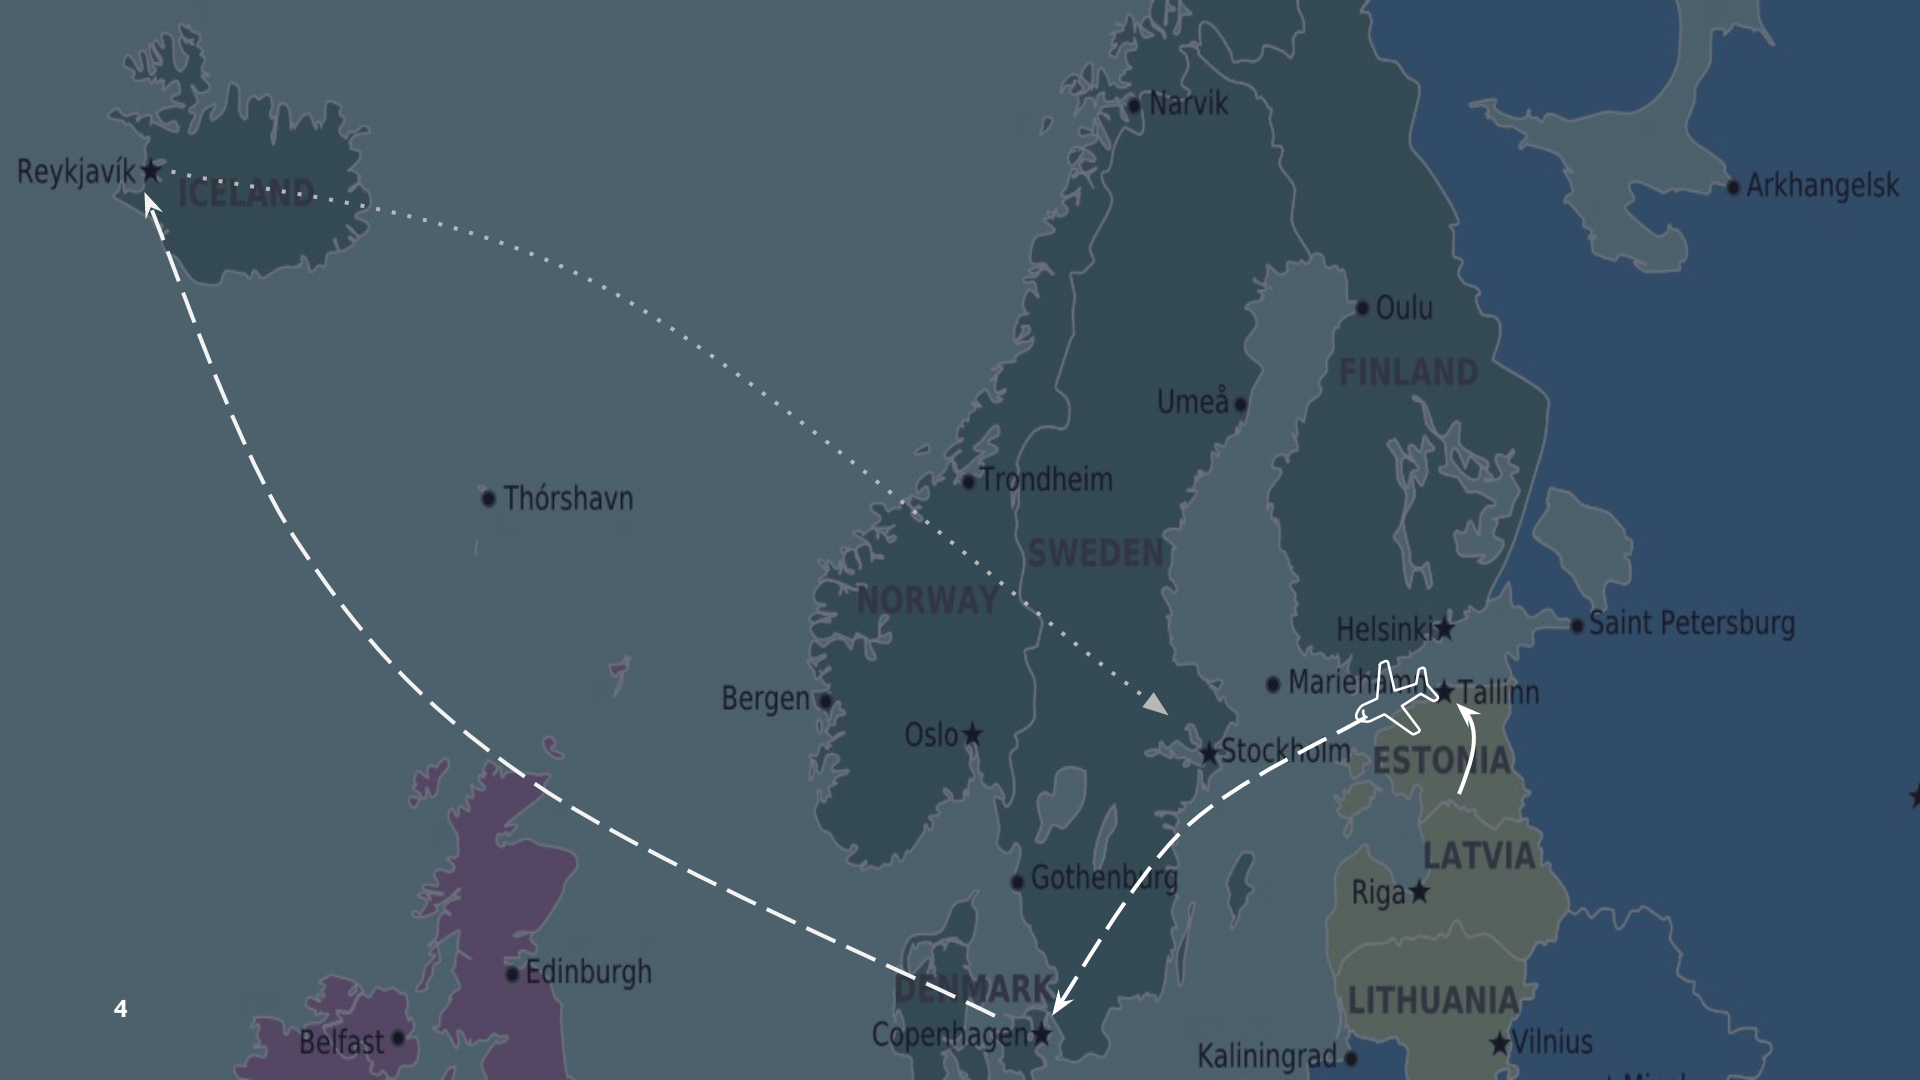 Narvik
Reykjavík
ICELAND
Arkhangelsk
Oulu
FINLAND
Umeå
Trondheim
Thórshavn
SWEDEN
NORWAY
Helsinki
Saint Petersburg
Mariehamn
Tallinn
Bergen
Oslo
Stockholm
ESTONIA
LATVIA
Gothenburg
Riga
Edinburgh
DENMARK
LITHUANIA
4
Copenhagen
Belfast
Kaliningrad
Vilnius